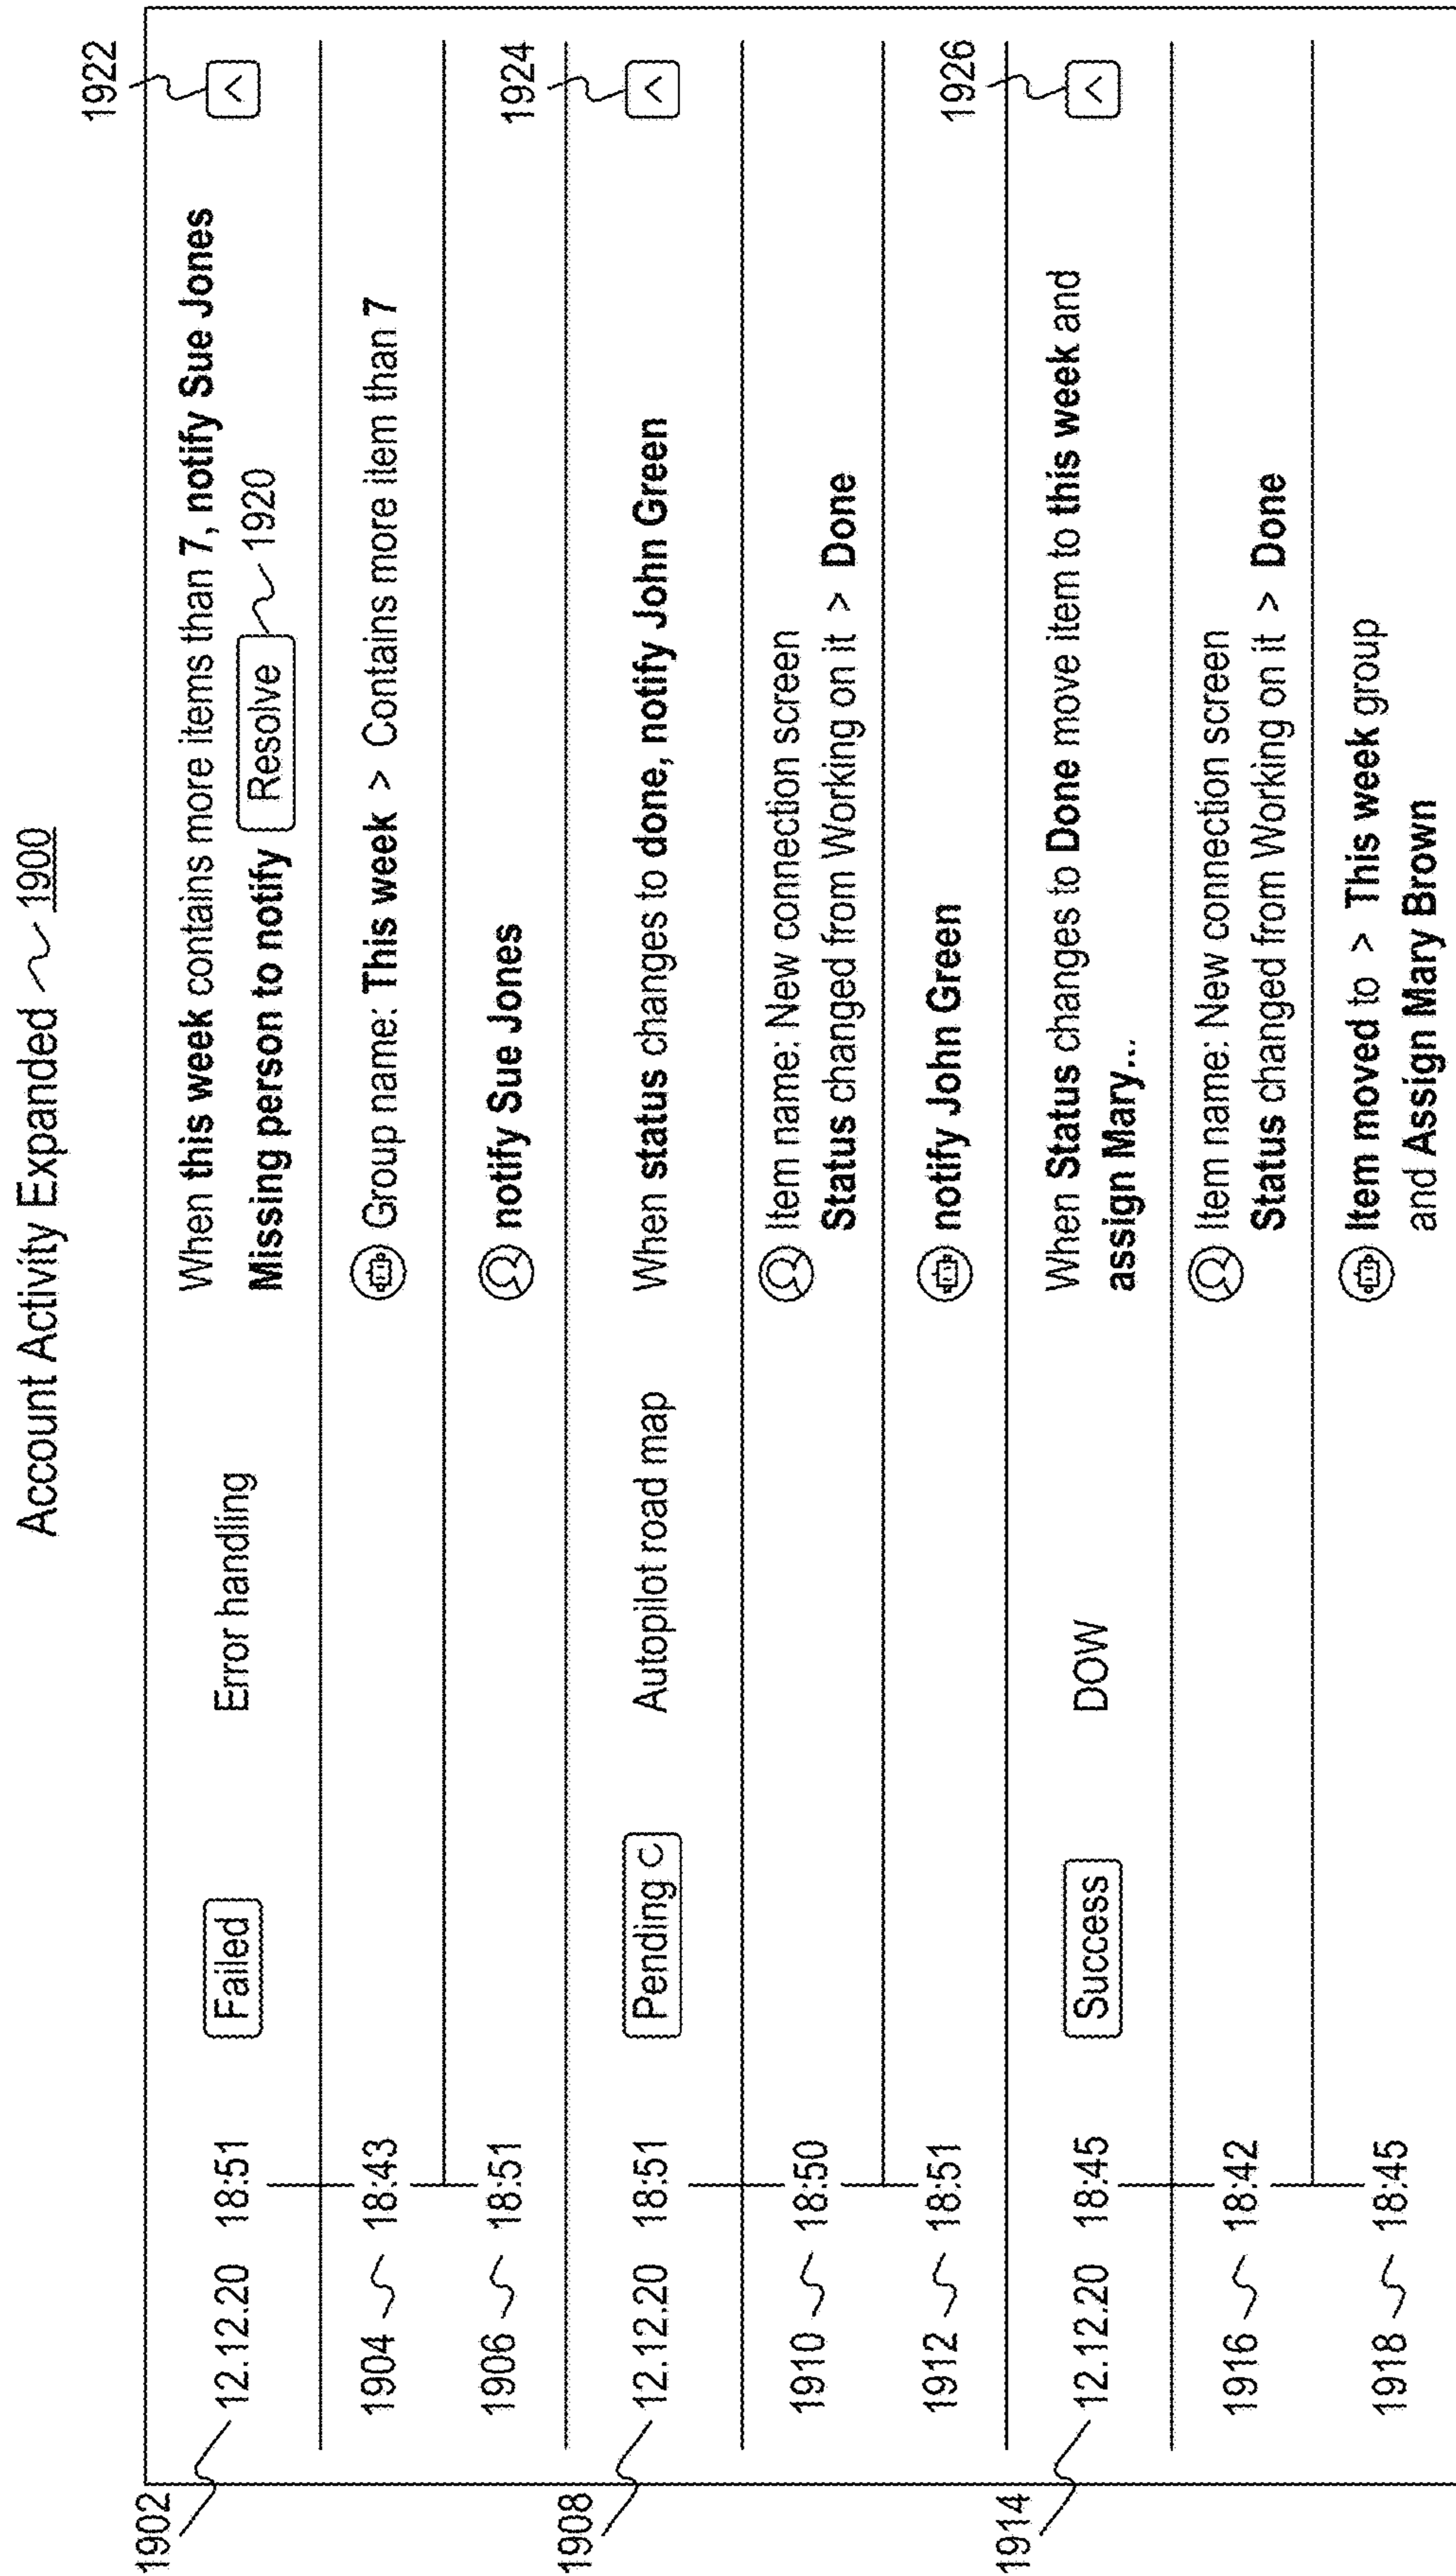 Account Activity Expanded 1900
1922
1902
12.12.20 18:51 Failed Error handling When this week contains more items than 7, notify Sue Jones ^
Missing person to notify Resolve 1920
1904 18:43 Group name: This week > Contains more item than 7
1906 18:51 notify Sue Jones
1924
1908
12.12.20 18:51 Pending Autopilot road map When status changes to done, notify John Green ^
1910 18:50 Item name: New connection screen
Status changed from Working on it > Done
1912 18:51 notify John Green
1926
1914
12.12.20 18:45 Success DOW When Status changes to Done move item to this week and ^
assign Mary...
1916 18:42 Item name: New connection screen
Status changed from Working on it > Done
1918 18:45 Item moved to > This week group
and Assign Mary Brown